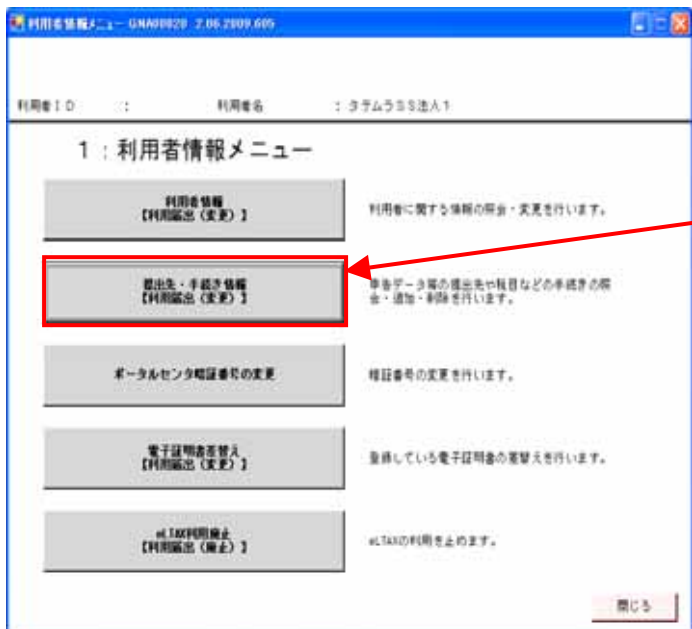 利用者情報メニュー GNA00020 2.06.2009.605
利用者ID : 利用者名 : タテムラSS法人1
1:利用者情報メニュー
利用者情報
【利用届出(変更)】
利用者に関する情報の照会・変更を行います。
提出先・手続き情報
【利用届出(変更)】
申告データ等の提出先や税目などの手続きの照
会・追加・削除を行います。
ポータルセンタ暗証番号の変更
暗証番号の変更を行います。
電子証明書差替え
【利用届出(変更)】
登録している電子証明書の差替えを行います。
eLTAX利用廃止
【利用届出(廃止)】
eLTAXの利用を止めます。
閉じる